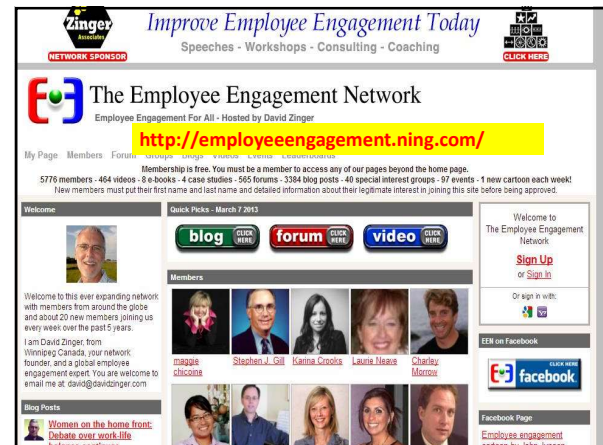 Zinger
Associates
NETWORK SPONSOR
Improve Employee Engagement Today
Speeches - Workshops - Consulting - Coaching
CLICK HERE
The Employee Engagement Network
Employee Engagement For All - Hosted by David Zinger
http://employeeengagement.ning.com/
My Page Members Forum Groups Blogs Videos Events Leaderboards
Membership is free. You must be a member to access any of our pages beyond the home page.
5776 members - 464 videos - 8 e-books - 4 case studies - 565 forums - 3384 blog posts - 40 special interest groups - 97 events - 1 new cartoon each week!
New members must put their first name and last name and detailed information about their legitimate interest in joining this site before being approved.
Welcome
Welcome to this ever expanding network
with members from around the globe
and about 20 new members joining us
every week over the past 5 years.
I am David Zinger, from
Winnipeg Canada, your network
founder, and a global employee
engagement expert. You are welcome to
email me at: david@davidzinger.com
Blog Posts
Women on the home front:
Debate over work-life
Quick Picks - March 7 2013
blog CLICK HERE
forum CLICK HERE
video CLICK HERE
Members
maggie chicoine
Stephen J. Gill
Karina Crooks
Laurie Neave
Charley Morrow
Welcome to
The Employee Engagement
Network
Sign Up
or Sign In
Or sign in with:
EEN on Facebook
CLICK HERE
facebook
Facebook Page
Employee engagement